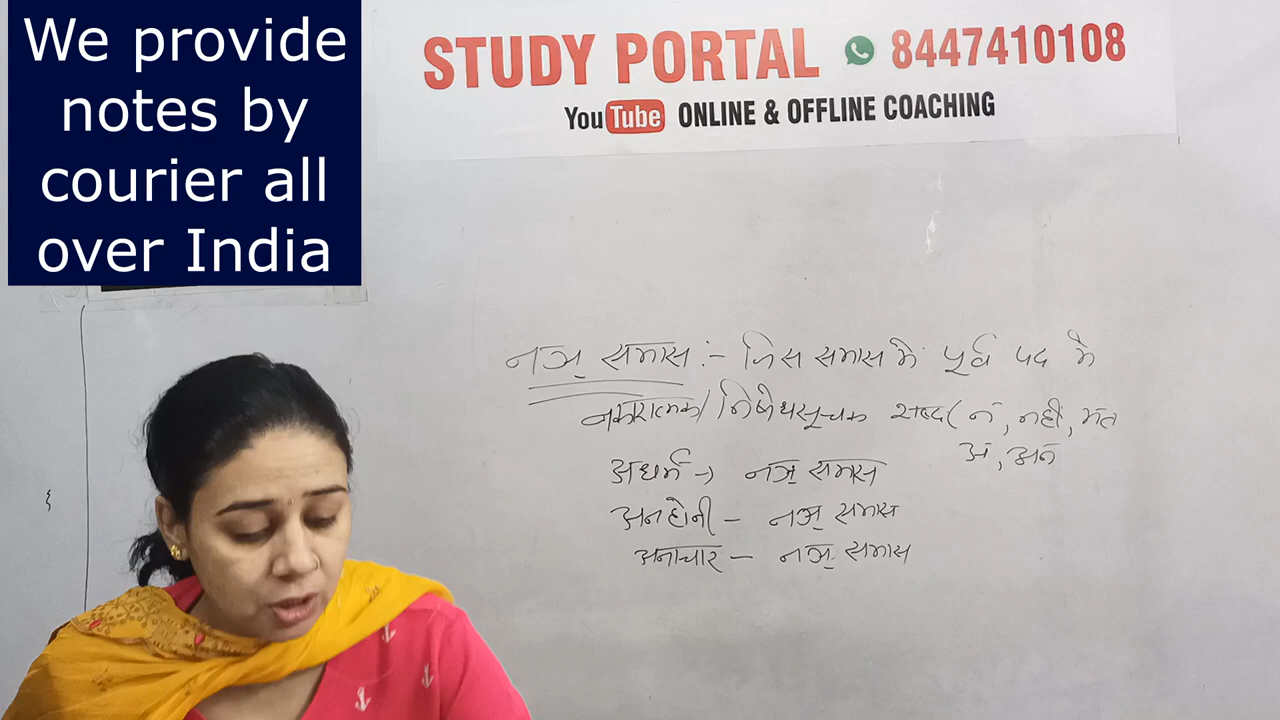 We provide
notes by
courier all
over India
STUDY PORTAL 8447410108
YouTube ONLINE & OFFLINE COACHING
नञ् समास :- जिस समास में पूर्व पद में
नकारात्मक / निषेधसूचक शब्द ( न, नहीं, मत
अ, अन
अधर्म → नञ् समास
अनहोनी - नञ् समास
अनाचार - नञ् समास